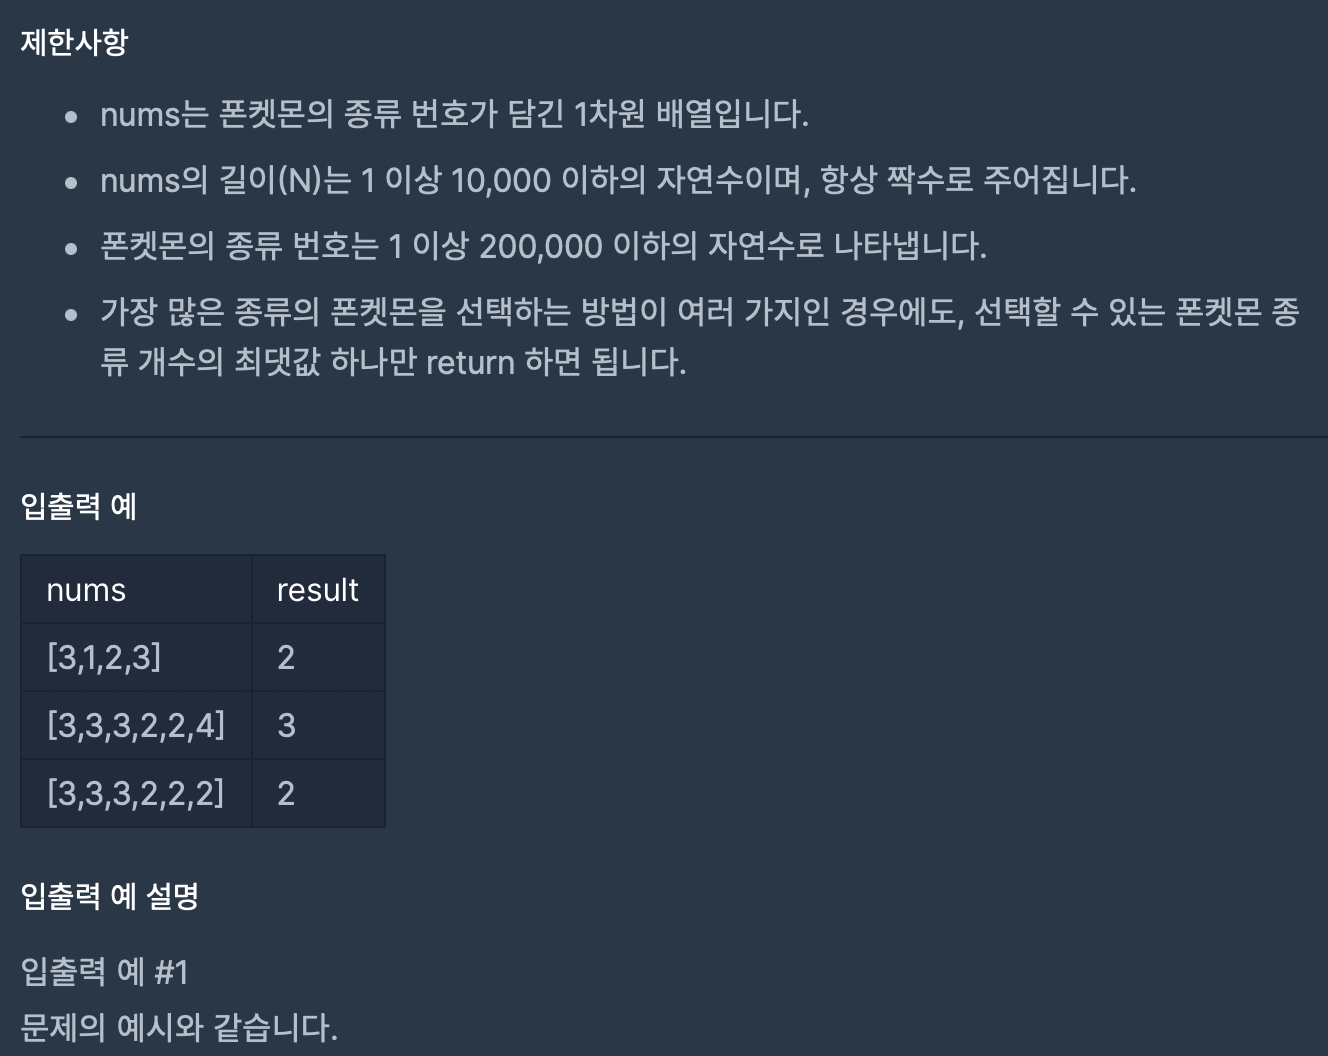 제한사항
• nums는 폰켓몬의 종류 번호가 담긴 1차원 배열입니다.
• nums의 길이(N)는 1 이상 10,000 이하의 자연수이며, 항상 짝수로 주어집니다.
• 폰켓몬의 종류 번호는 1 이상 200,000 이하의 자연수로 나타냅니다.
• 가장 많은 종류의 폰켓몬을 선택하는 방법이 여러 가지인 경우에도, 선택할 수 있는 폰켓몬 종
류 개수의 최댓값 하나만 return 하면 됩니다.
입출력 예
nums result
[3,1,2,3] 2
[3,3,3,2,2,4] 3
[3,3,3,2,2,2] 2
입출력 예 설명
입출력 예 #1
문제의 예시와 같습니다.